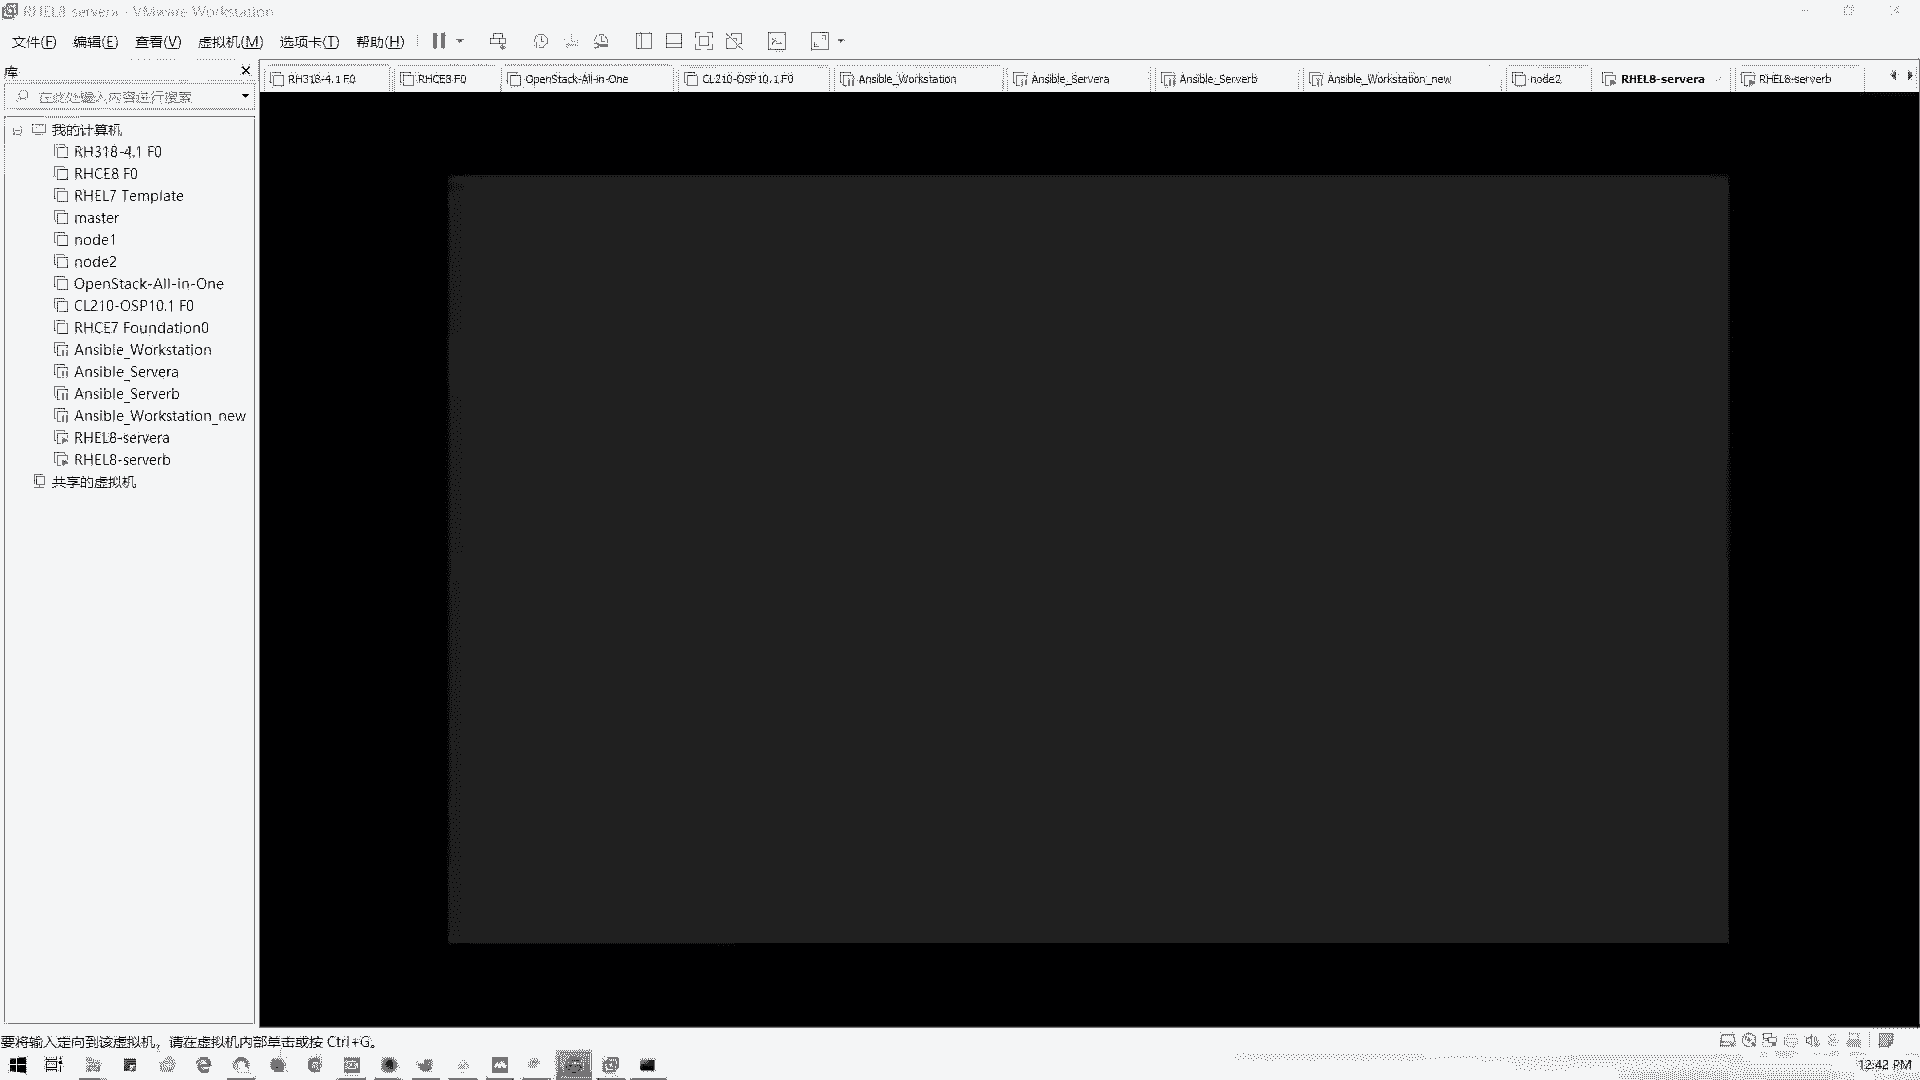 RHEL8-servera - VMware Workstation
文件(F) 编辑(E) 查看(V) 虚拟机(M) 选项卡(T) 帮助(H)
库
在此处键入内容进行搜索
RH318-4.1 F0 RHCE8 F0 OpenStack-All-in-One CL210-OSP10.1 F0 Ansible_Workstation Ansible_Servera Ansible_Serverb Ansible_Workstation_new node2 RHEL8-servera RHEL8-serverb
我的计算机
RH318-4.1 F0
RHCE8 F0
RHEL7 Template
master
node1
node2
OpenStack-All-in-One
CL210-OSP10.1 F0
RHCE7 Foundation0
Ansible_Workstation
Ansible_Servera
Ansible_Serverb
Ansible_Workstation_new
RHEL8-servera
RHEL8-serverb
共享的虚拟机
要将输入定向到该虚拟机，请在虚拟机内部单击或按 Ctrl+G。
12:42 PM